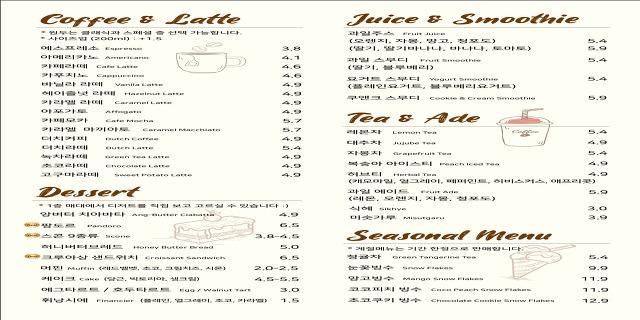 Coffee & Latte
* 원두는 클래식과 스페셜 중 선택 가능합니다.
* 사이즈업 (200ml) : +1.5
에스프레소 Espresso 3.8
아메리카노 Americano 4.1
카페라떼 Cafe Latte 4.6
카푸치노 Cappuccino 4.6
바닐라 라떼 Vanilla Latte 4.9
헤이즐넛 라떼 Hazelnut Latte 4.9
카라멜 라떼 Caramel Latte 4.9
아포가토 Affogato 4.9
카페모카 Cafe Mocha 5.7
카라멜 마키아토 Caramel Macchiato 5.7
더치커피 Dutch Coffee 4.9
더치라떼 Dutch Latte 5.4
녹차라떼 Green Tea Latte 4.9
초코라떼 Chocolate Latte 4.9
고구마라떼 Sweet Potato Latte 4.9
Dessert
* 1층 매대에서 디저트를 직접 보고 고르실 수 있습니다 :)
앙버터 치아바타 Ang-Butter Ciabatta 4.9
팡도르 Pandoro 6.5
스콘 9종류 Scone 3.8-4.5
허니버터브레드 Honey Butter Bread 5.0
크루아상 샌드위치 Croissant Sandwich 6.5
머핀 Muffin (레드벨벳, 초코, 크랜치즈, 시즌) 2.0-2.5
케이크 Cake (당근, 빅토리아, 생크림) 4.5-5.5
에그타르트 / 호두타르트 Egg / Walnut Tart 3.0
휘낭시에 Financier (플레인, 얼그레이, 초코, 카라멜) 1.5
Juice & Smoothie
과일주스 Fruit Juice
(오렌지, 자몽, 망고, 청포도) 5.4
(딸기, 딸기바나나, 바나나, 토마토) 5.9
과일 스무디 Fruit Smoothie 5.4
(딸기, 블루베리)
요거트 스무디 Yogurt Smoothie 5.4
(플레인요거트, 블루베리요거트)
쿠앤크 스무디 Cookie & Cream Smoothie 5.9
Tea & Ade
레몬차 Lemon Tea 5.4
대추차 Jujube Tea 4.9
자몽차 Grapefruit Tea 5.4
복숭아 아이스티 Peach Iced Tea 4.9
허브티 Herbal Tea 4.9
(캐모마일, 얼그레이, 페퍼민트, 히비스커스, 애프리콧)
과일 에이드 Fruit Ade 5.9
(레몬, 오렌지, 자몽, 청포도)
식혜 Sikhye 3.0
미숫가루 Misutgaru 3.9
Seasonal Menu
* 계절메뉴는 기간 한정으로 판매합니다.
청귤차 Green Tangerine Tea 5.4
눈꽃빙수 Snow Flakes 9.9
망고빙수 Mango Snow Flakes 11.9
코코피치 빙수 Coco Peach Snow Flakes 11.9
초코쿠키 빙수 Chocolate Cookie Snow Flakes 12.9